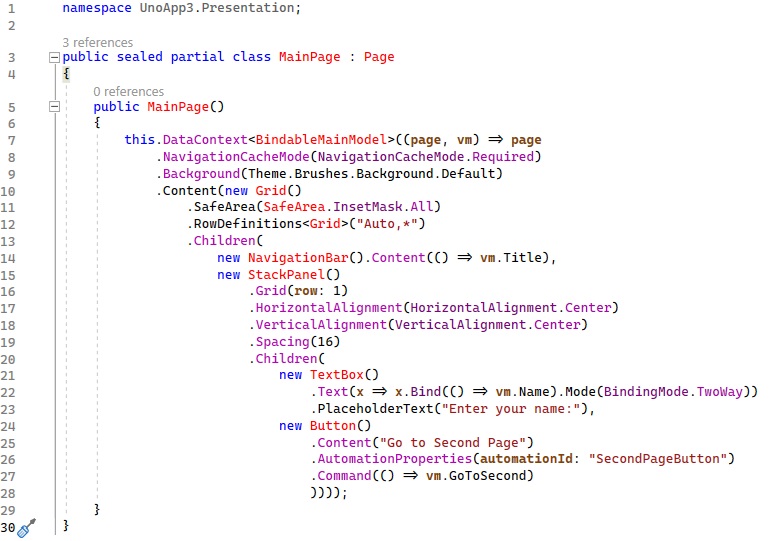 1 namespace UnoApp3.Presentation;
2
3 references
3 public sealed partial class MainPage : Page
4 {
0 references
5 public MainPage()
6 {
7 this.DataContext<BindableMainModel>((page, vm) => page
8 .NavigationCacheMode(NavigationCacheMode.Required)
9 .Background(Theme.Brushes.Background.Default)
10 .Content(new Grid()
11 .SafeArea(SafeArea.InsetMask.All)
12 .RowDefinitions<Grid>("Auto,*")
13 .Children(
14 new NavigationBar().Content(() => vm.Title),
15 new StackPanel()
16 .Grid(row: 1)
17 .HorizontalAlignment(HorizontalAlignment.Center)
18 .VerticalAlignment(VerticalAlignment.Center)
19 .Spacing(16)
20 .Children(
21 new TextBox()
22 .Text(x => x.Bind(() => vm.Name).Mode(BindingMode.TwoWay))
23 .PlaceholderText("Enter your name:"),
24 new Button()
25 .Content("Go to Second Page")
26 .AutomationProperties(automationId: "SecondPageButton")
27 .Command(() => vm.GoToSecond)
28 ))));
29 }
30 }